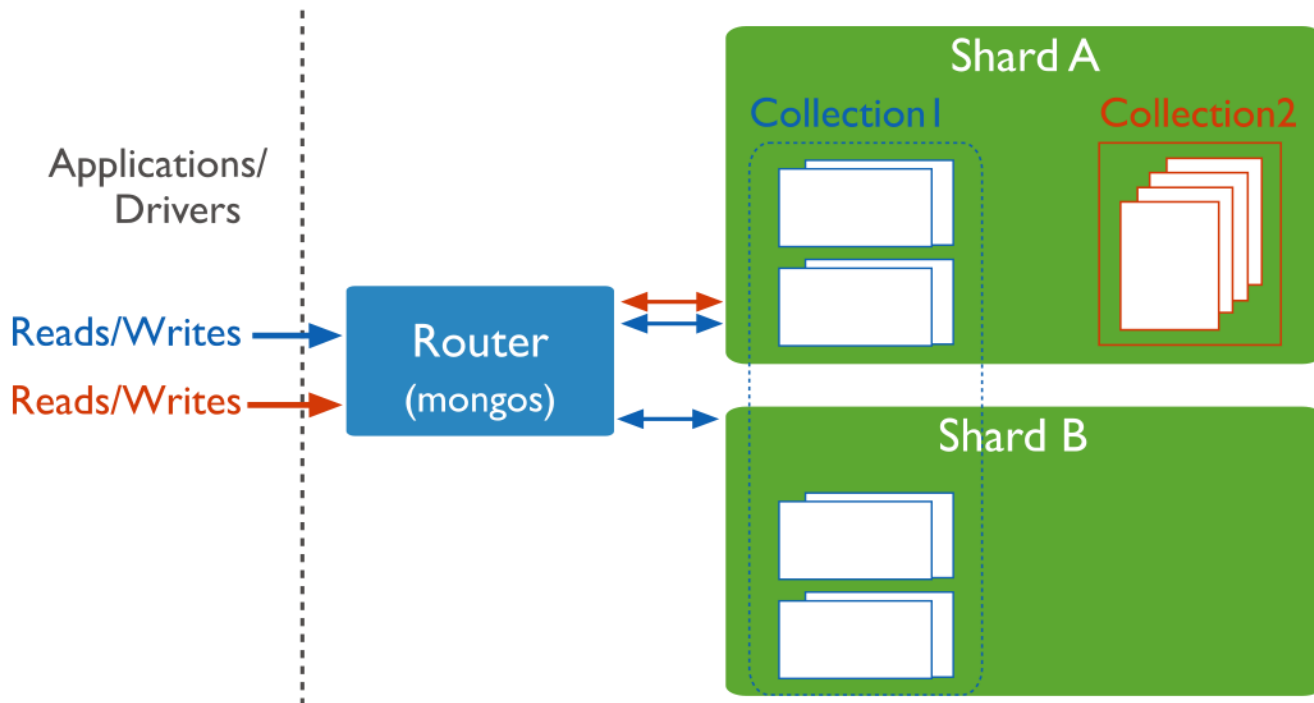 Applications/
Drivers
Reads/Writes
Reads/Writes
Router
(mongos)
Shard A
Collection1
Collection2
Shard B